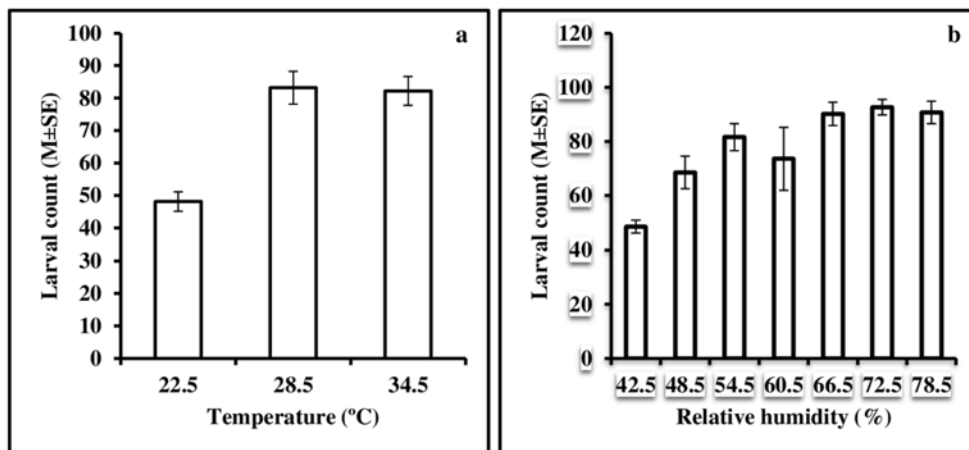 a
Larval count (M±SE)
100
90
80
70
60
50
40
30
20
10
0
22.5 28.5 34.5
Temperature (ºC)
b
Larval count (M±SE)
120
100
80
60
40
20
0
42.5 48.5 54.5 60.5 66.5 72.5 78.5
Relative humidity (%)